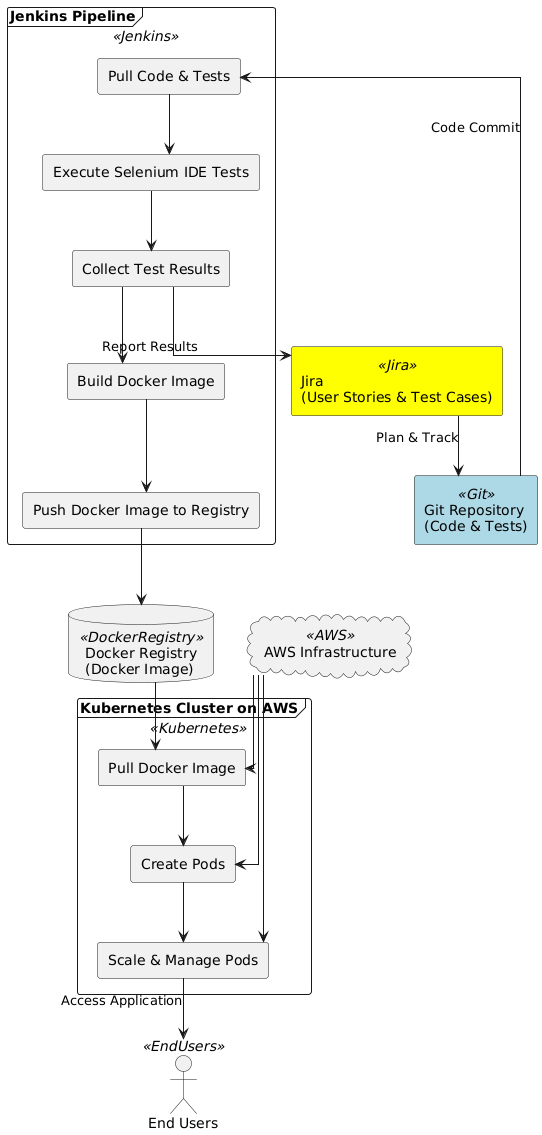 Jenkins Pipeline
«Jenkins»
Pull Code & Tests
Code Commit
Execute Selenium IDE Tests
Collect Test Results
Report Results
Build Docker Image
«Jira»
Jira
(User Stories & Test Cases)
Plan & Track
«Git»
Git Repository
(Code & Tests)
Push Docker Image to Registry
«DockerRegistry»
Docker Registry
(Docker Image)
«AWS»
AWS Infrastructure
Kubernetes Cluster on AWS
«Kubernetes»
Pull Docker Image
Create Pods
Scale & Manage Pods
Access Application
«EndUsers»
End Users